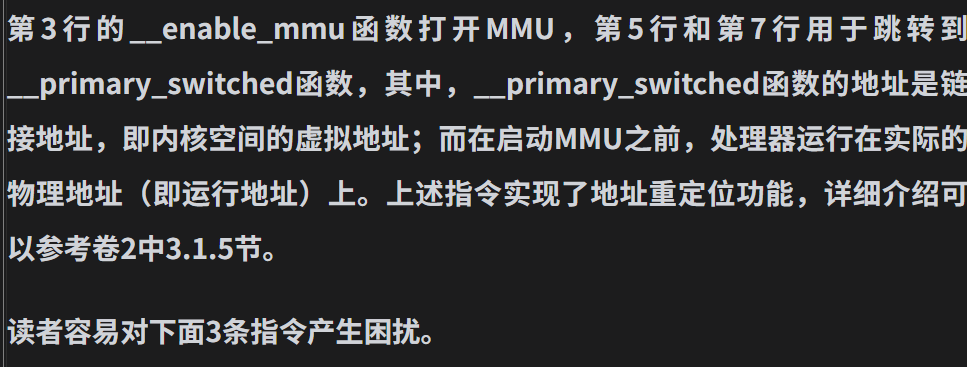 第3行的__enable_mmu函数打开MMU，第5行和第7行用于跳转到
__primary_switched函数，其中，__primary_switched函数的地址是链
接地址，即内核空间的虚拟地址；而在启动MMU之前，处理器运行在实际的
物理地址（即运行地址）上。上述指令实现了地址重定位功能，详细介绍可
以参考卷2中3.1.5节。
读者容易对下面3条指令产生困扰。